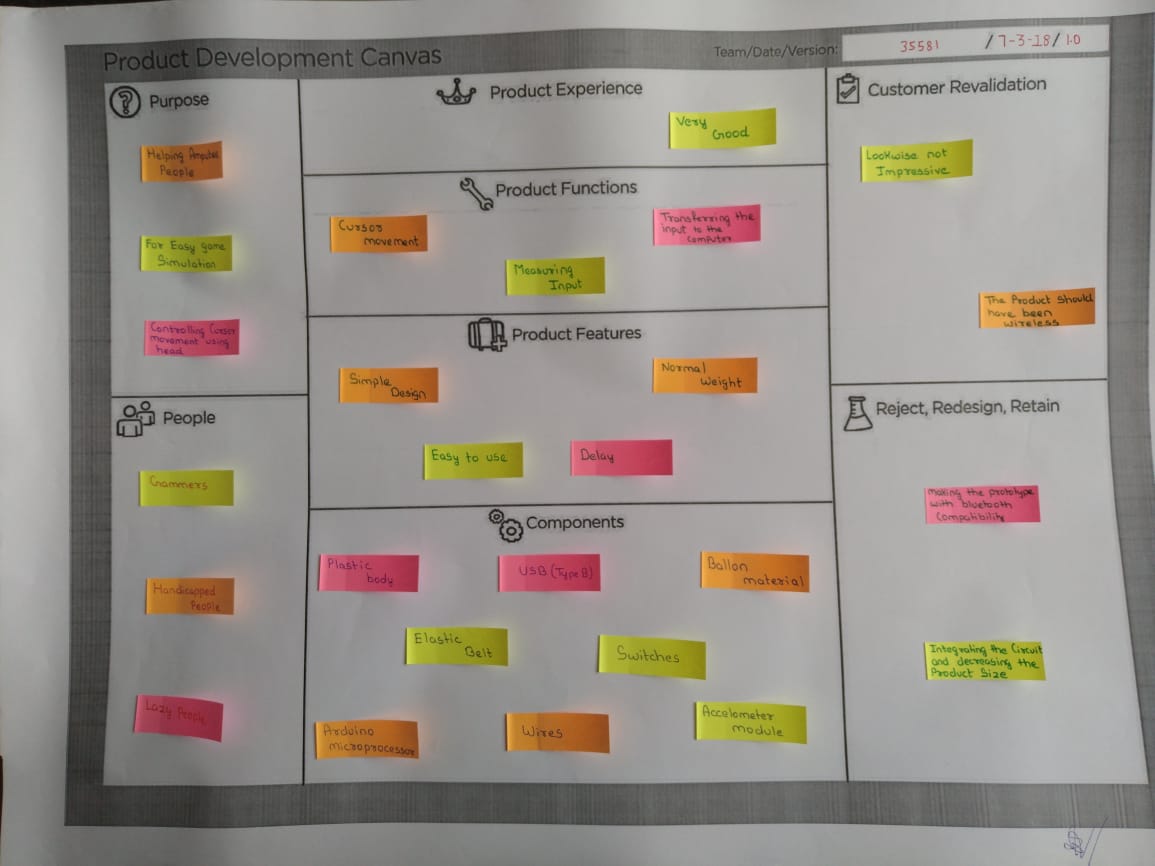 Product Development Canvas
Team/Date/Version:
35581 / 7-3-18 / 1.0
Purpose
Helping Amputee
People
For Easy game
Simulation
Controlling Cursor
movement using
head
People
Gammers
Handicapped
People
Lazy People
Product Experience
Very
Good
Product Functions
Cursor
movement
Measuring
Input
Transferring the
input to the
computer
Product Features
Simple
Design
Normal
Weight
Easy to use
Delay
Components
Plastic
body
USB (Type B)
Ballon
material
Elastic
Belt
Switches
Arduino
microprocessor
Wires
Accelometer
module
Customer Revalidation
Lookwise not
Impressive
The Product should
have been
wireless
Reject, Redesign, Retain
making the prototype
with bluetooth
Compatibility
Integrating the Circuit
and decreasing the
Product Size